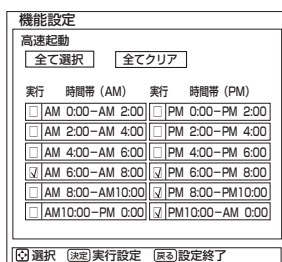 機能設定
高速起動
全て選択 全てクリア
実行 時間帯 (AM) 実行 時間帯 (PM)
AM 0:00-AM 2:00 PM 0:00-PM 2:00
AM 2:00-AM 4:00 PM 2:00-PM 4:00
AM 4:00-AM 6:00 PM 4:00-PM 6:00
AM 6:00-AM 8:00 PM 6:00-PM 8:00
AM 8:00-AM10:00 PM 8:00-PM10:00
AM10:00-PM 0:00 PM10:00-AM 0:00
選択 決定 実行設定 戻る 設定終了